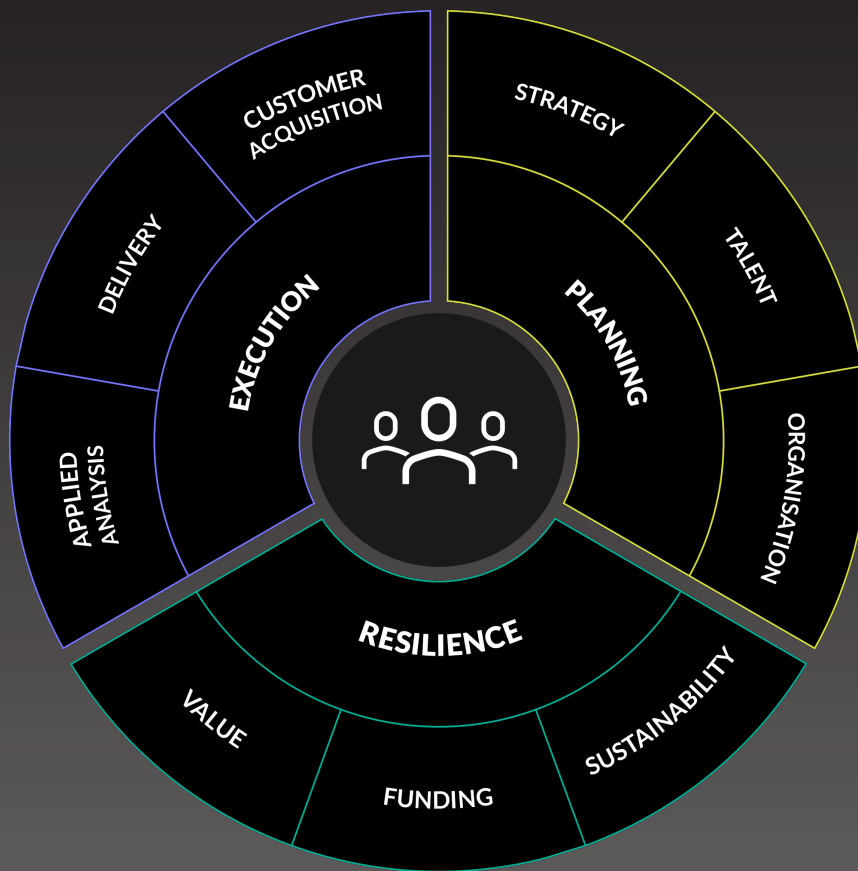 CUSTOMER
ACQUISITION
STRATEGY
DELIVERY
TALENT
EXECUTION
PLANNING
APPLIED
ANALYSIS
ORGANISATION
RESILIENCE
VALUE
FUNDING
SUSTAINABILITY